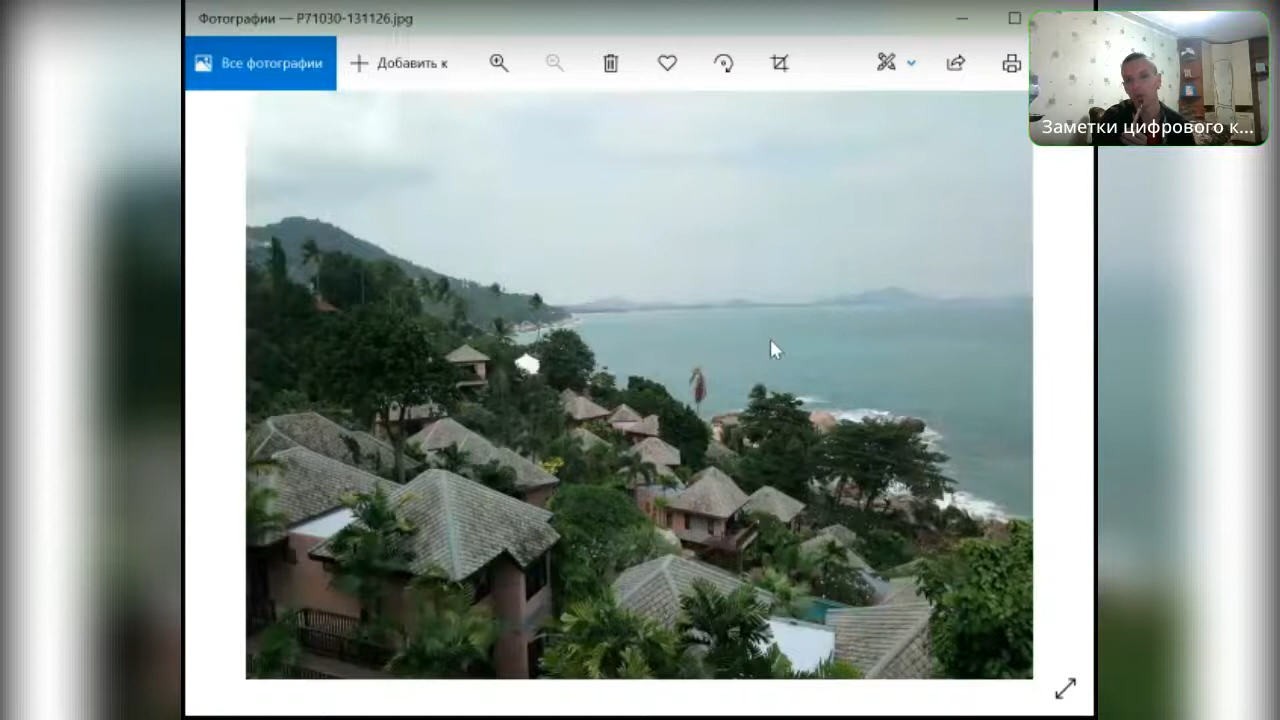 Фотографии — P71030-131126.jpg
Все фотографии
Добавить к
Заметки цифрового к...